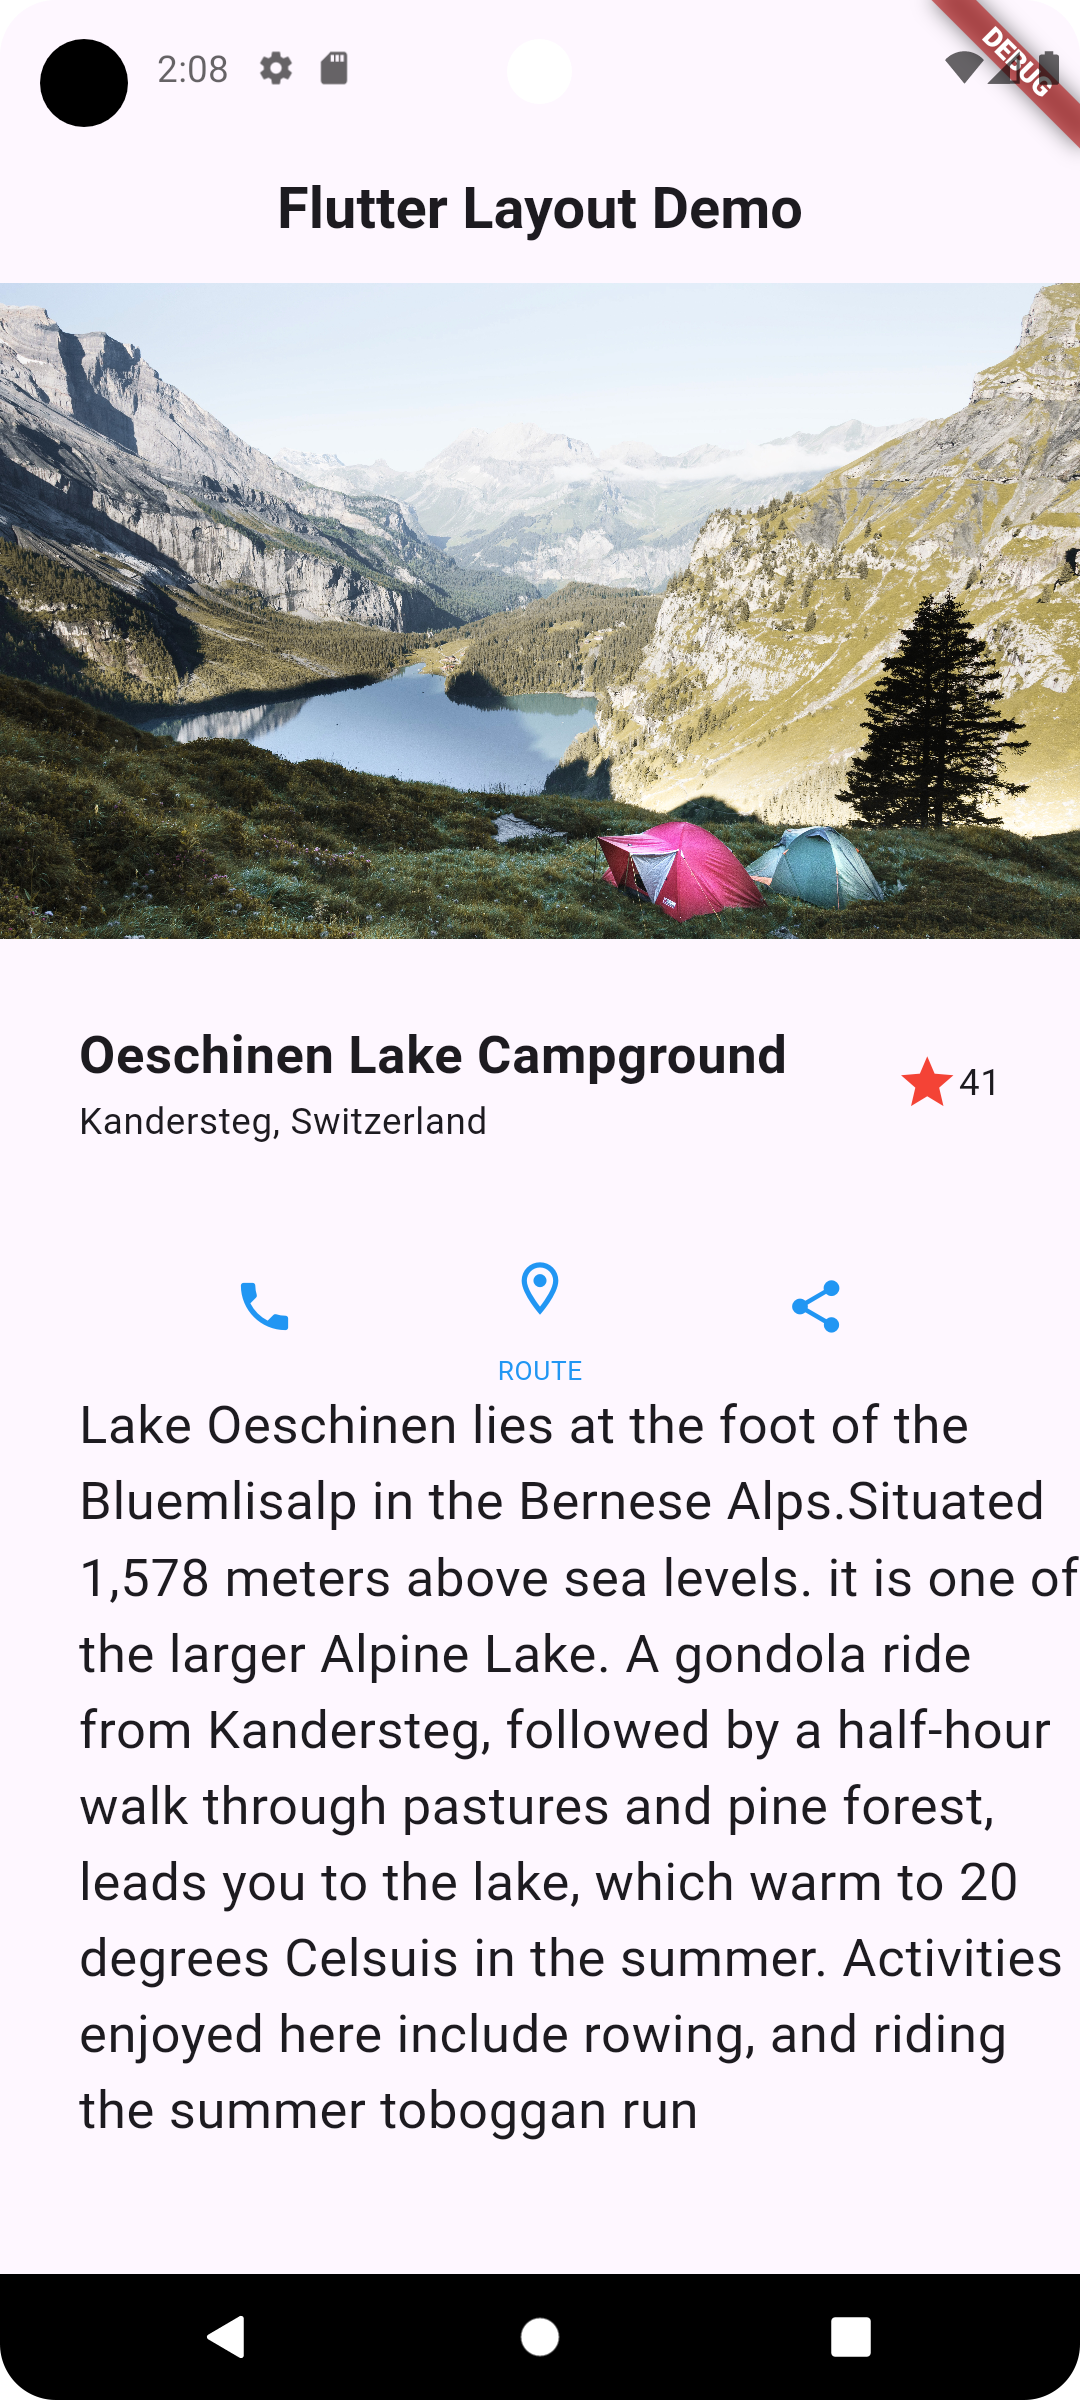 2:08
DEBUG
Flutter Layout Demo
Oeschinen Lake Campground
41
Kandersteg, Switzerland
ROUTE
Lake Oeschinen lies at the foot of the
Bluemlisalp in the Bernese Alps.Situated
1,578 meters above sea levels. it is one of
the larger Alpine Lake. A gondola ride
from Kandersteg, followed by a half-hour
walk through pastures and pine forest,
leads you to the lake, which warm to 20
degrees Celsuis in the summer. Activities
enjoyed here include rowing, and riding
the summer toboggan run